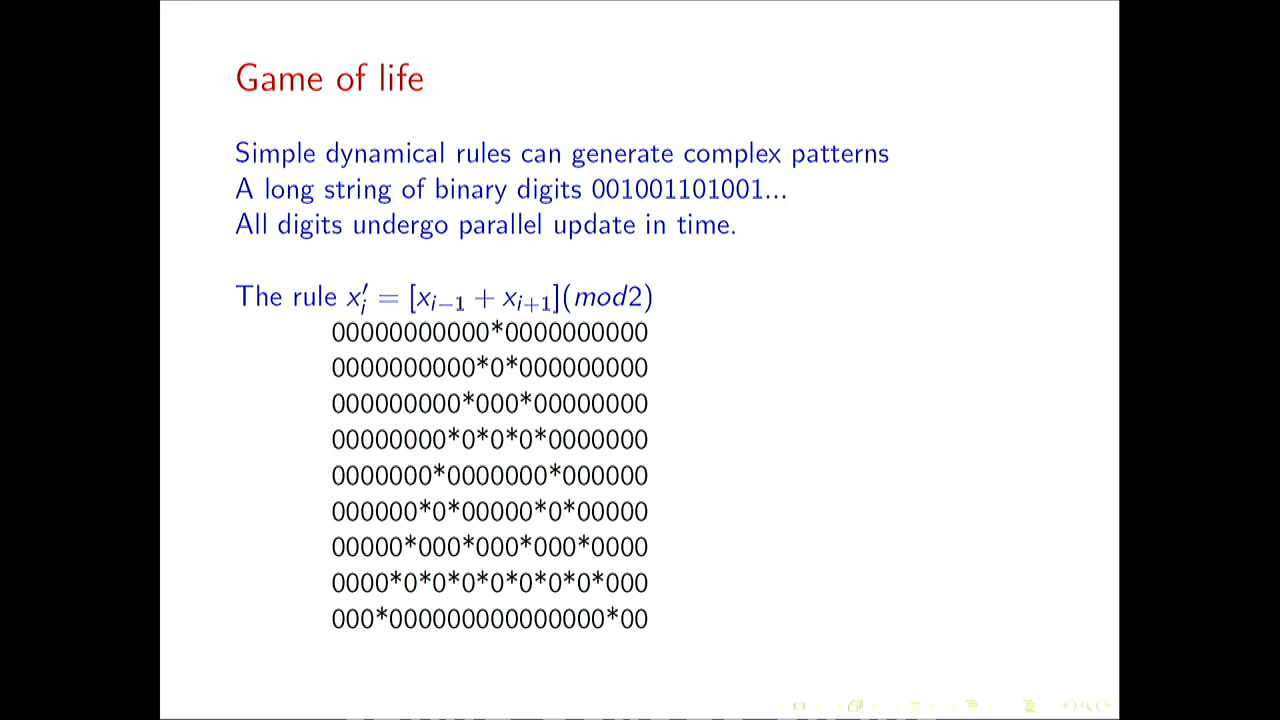 Game of life
Simple dynamical rules can generate complex patterns
A long string of binary digits 001001101001...
All digits undergo parallel update in time.
The rule x′ᵢ = [xᵢ₋₁ + xᵢ₊₁](mod2)
00000000000*0000000000
0000000000*0*000000000
000000000*000*00000000
00000000*0*0*0*0000000
0000000*0000000*000000
000000*0*00000*0*00000
00000*000*000*000*0000
0000*0*0*0*0*0*0*0*000
000*000000000000000*00